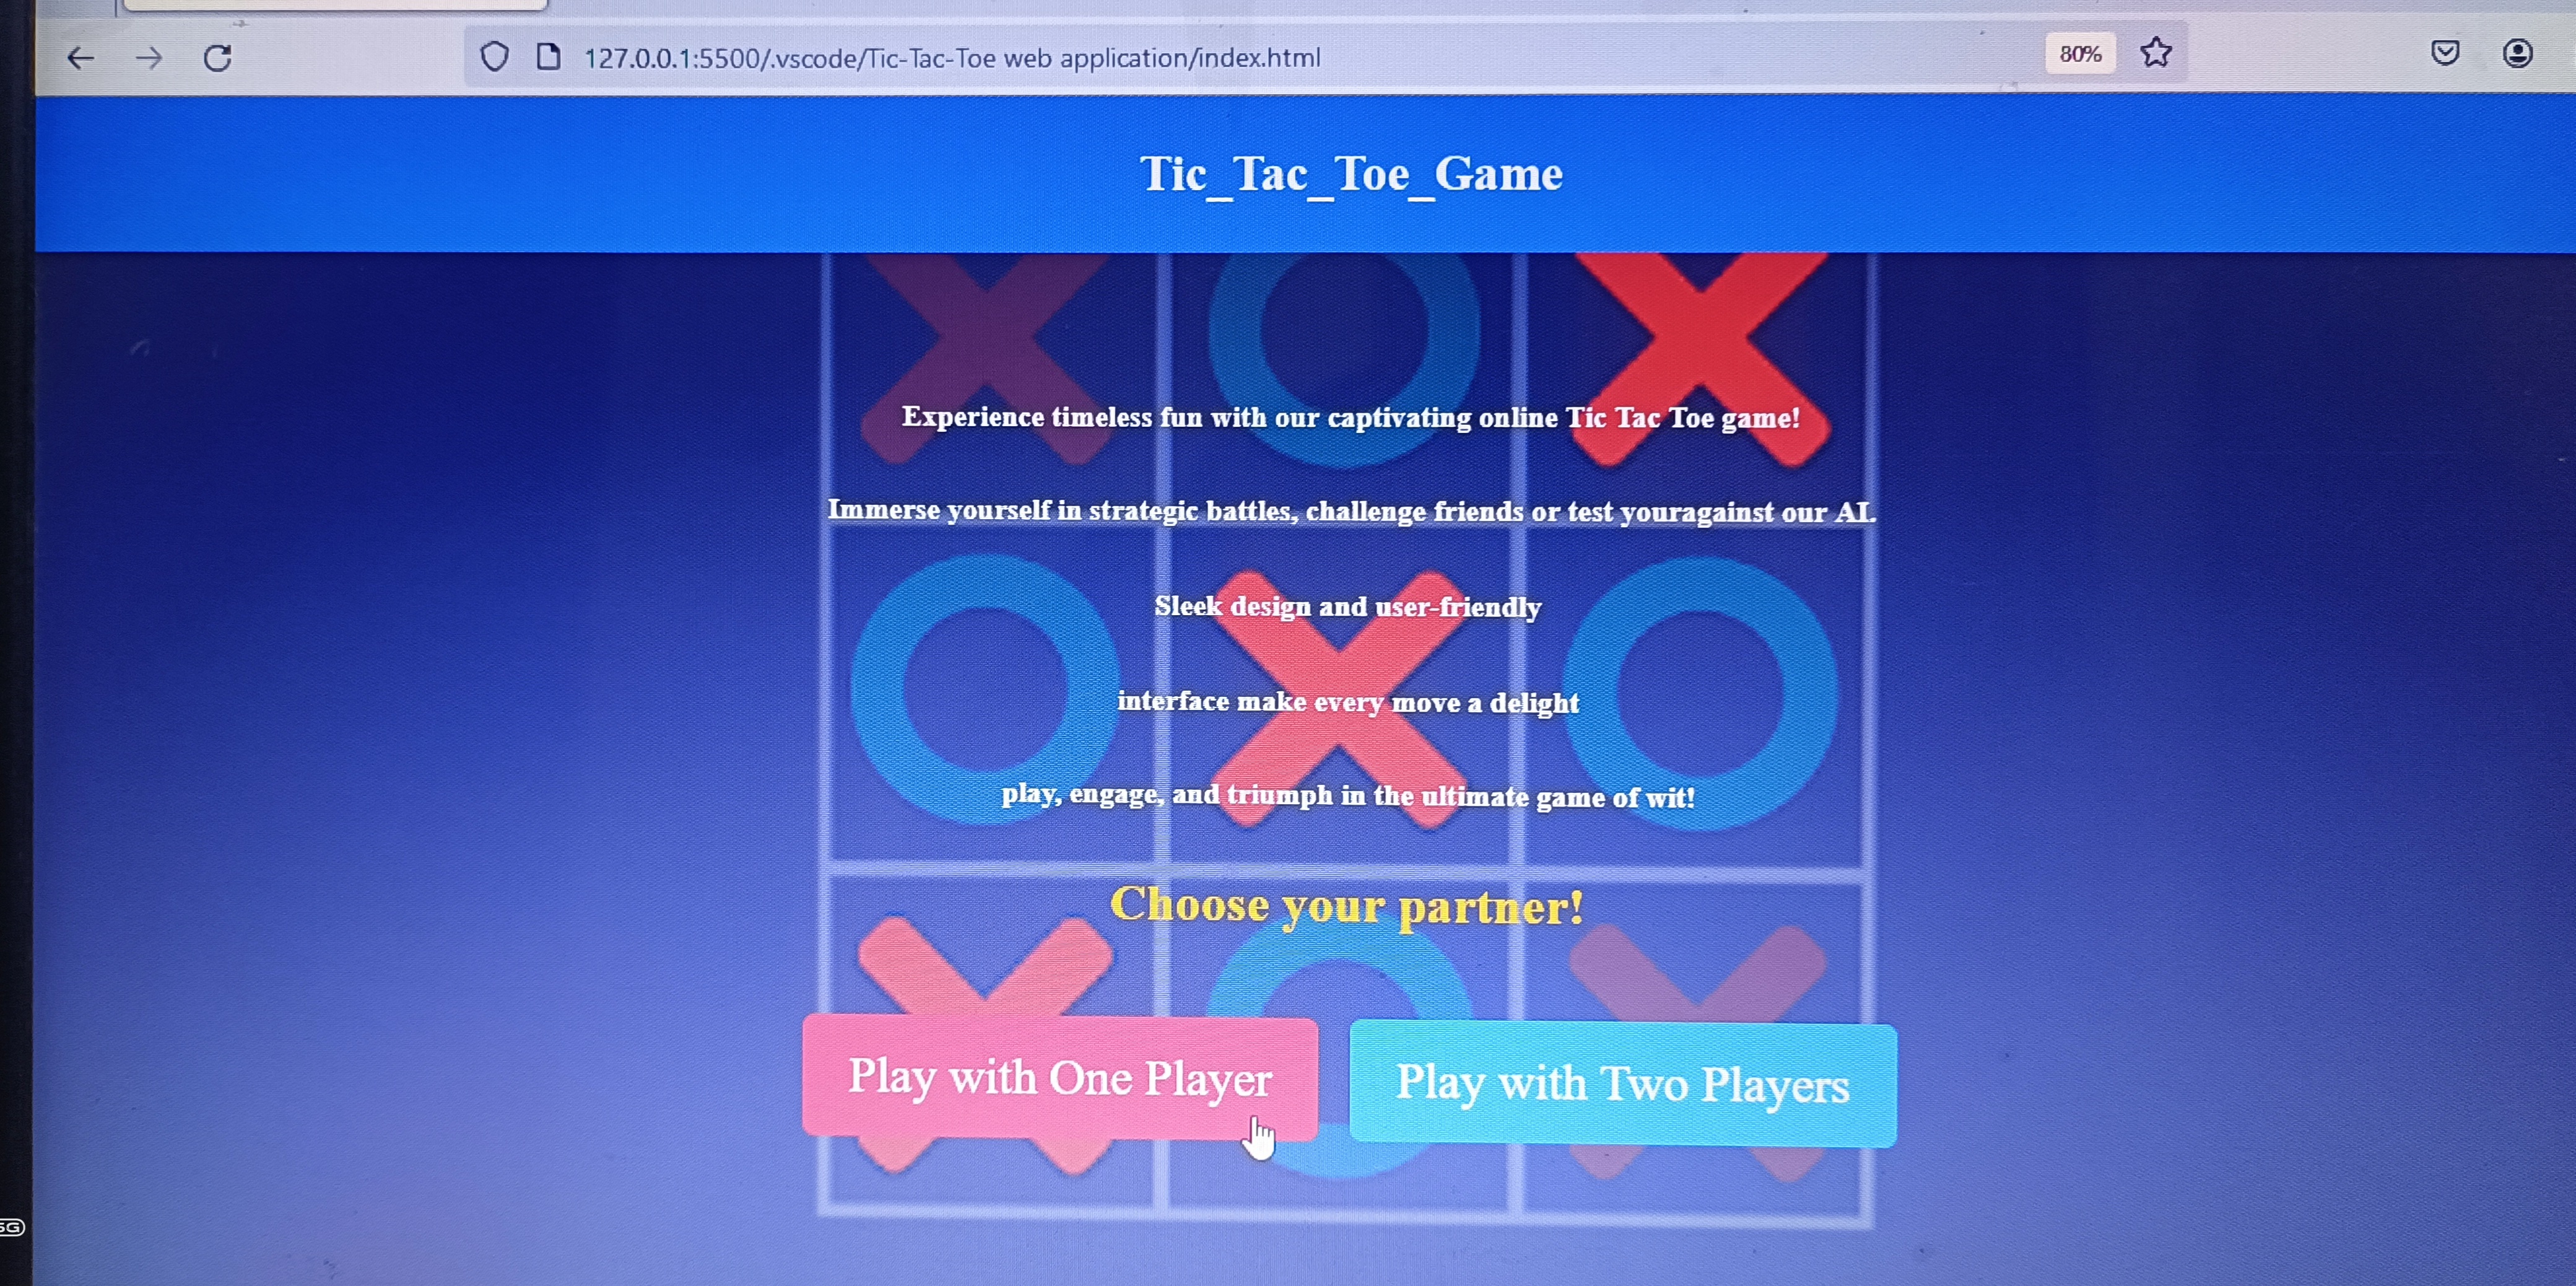 127.0.0.1:5500/.vscode/Tic-Tac-Toe web application/index.html
80%
Tic_Tac_Toe_Game
Experience timeless fun with our captivating online Tic Tac Toe game!
Immerse yourself in strategic battles, challenge friends or test youragainst our AI.
Sleek design and user-friendly
interface make every move a delight
play, engage, and triumph in the ultimate game of wit!
Choose your partner!
Play with One Player
Play with Two Players
5G